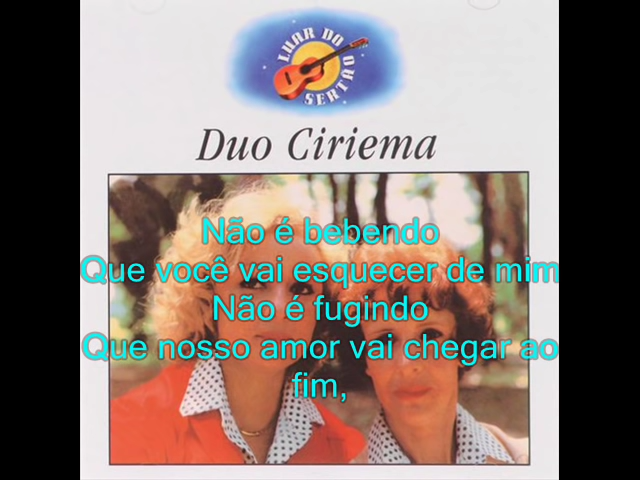 LUAR DO
SERTÃO
Duo Ciriema
Não é bebendo
Que você vai esquecer de mim
Não é fugindo
Que nosso amor vai chegar ao
fim,